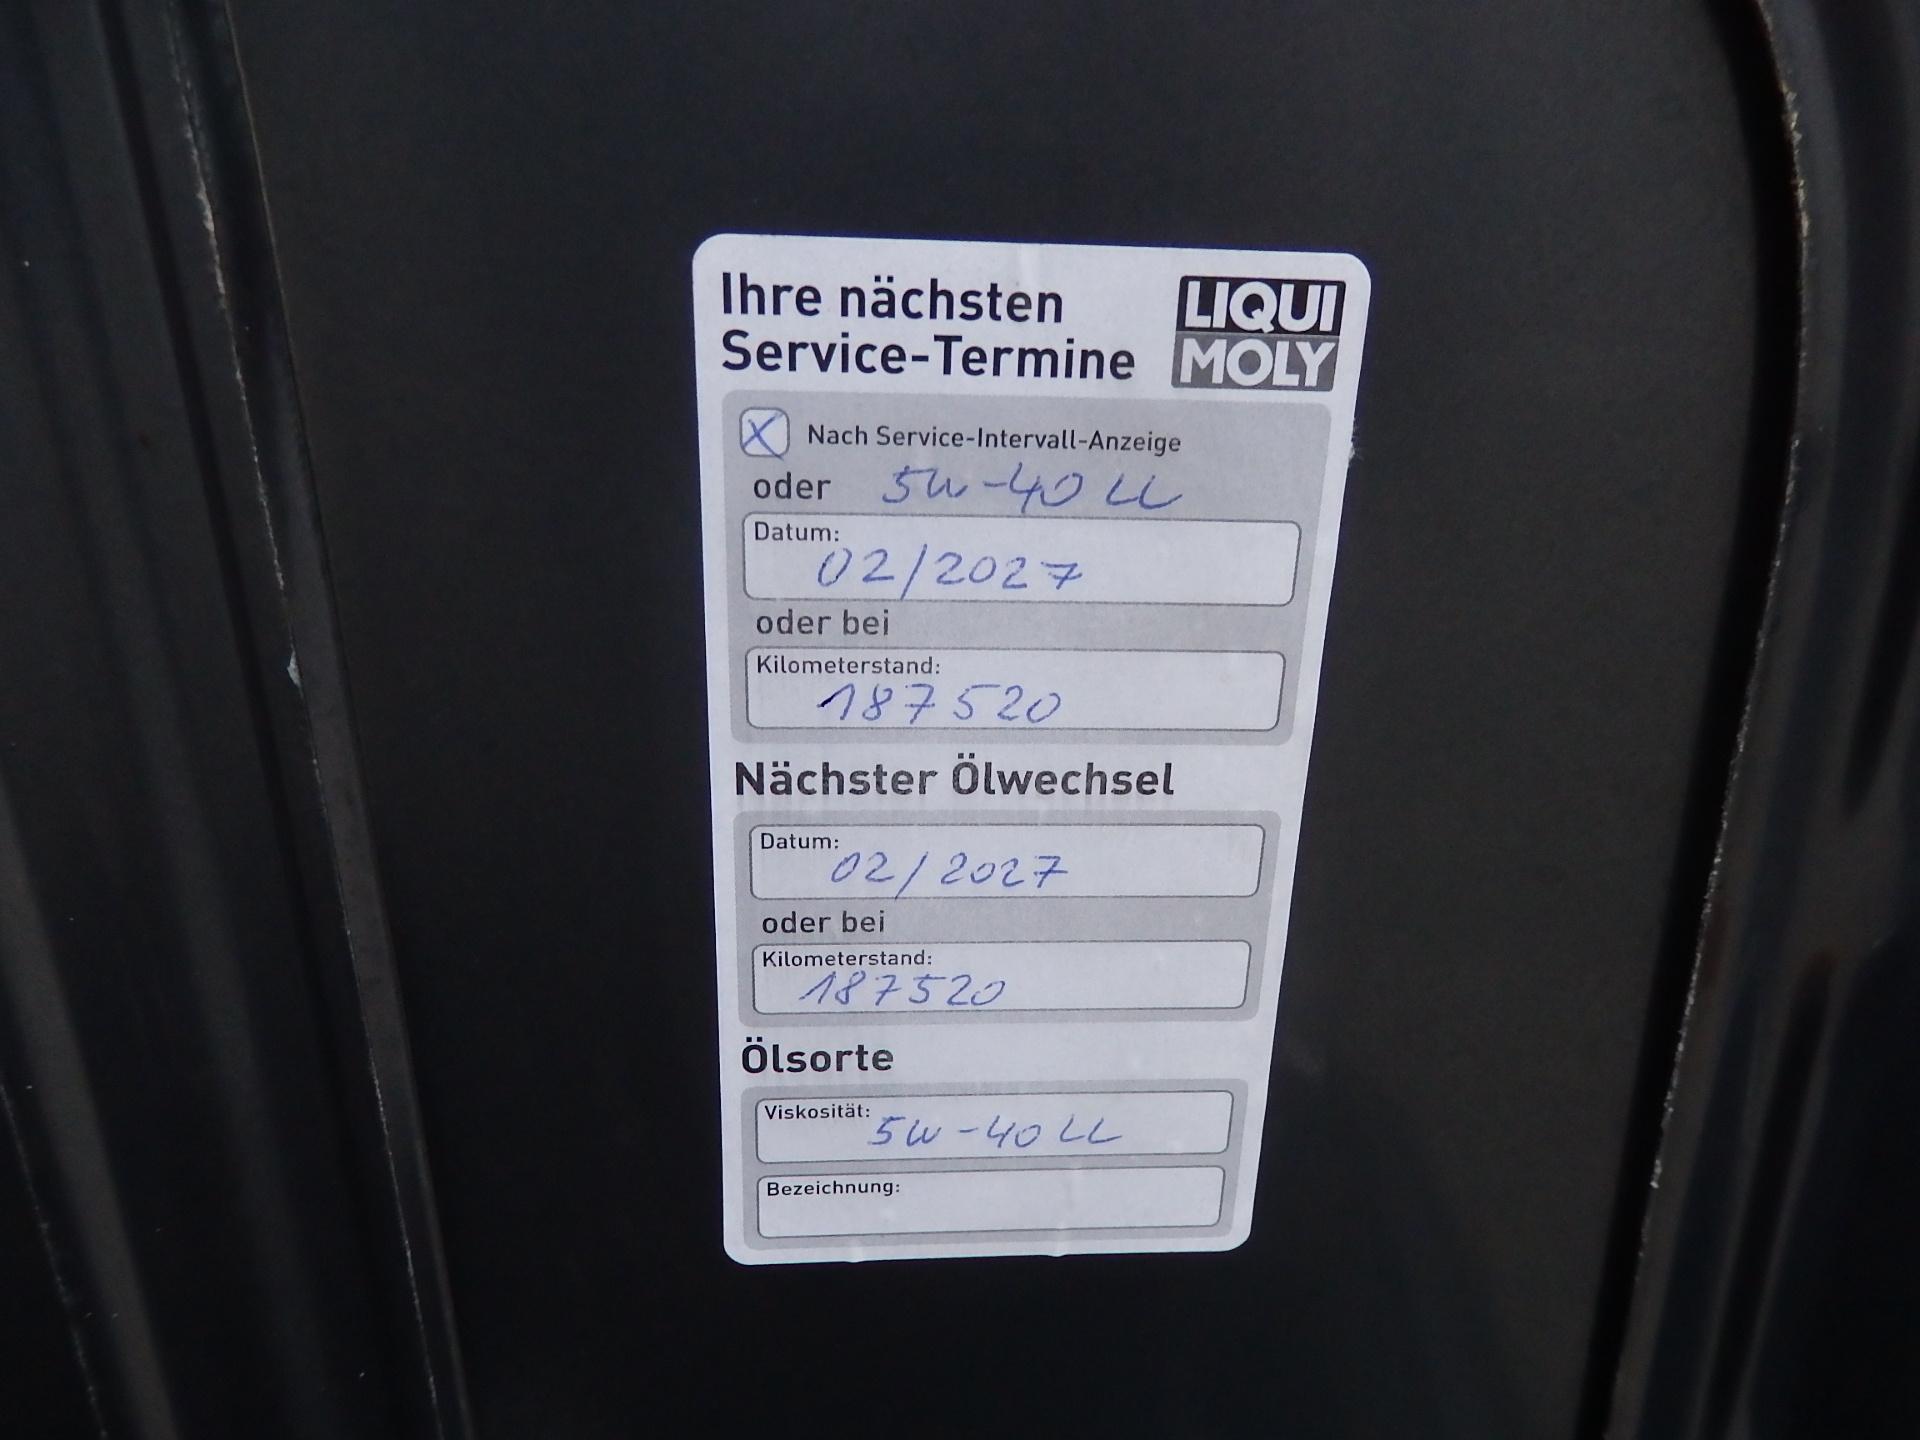 Ihre nächsten
Service-Termine
LIQUI
MOLY
X Nach Service-Intervall-Anzeige
oder 5W-40 LL
Datum:
02/2027
oder bei
Kilometerstand:
187520
Nächster Ölwechsel
Datum:
02/2027
oder bei
Kilometerstand:
187520
Ölsorte
Viskosität: 5W-40 LL
Bezeichnung: